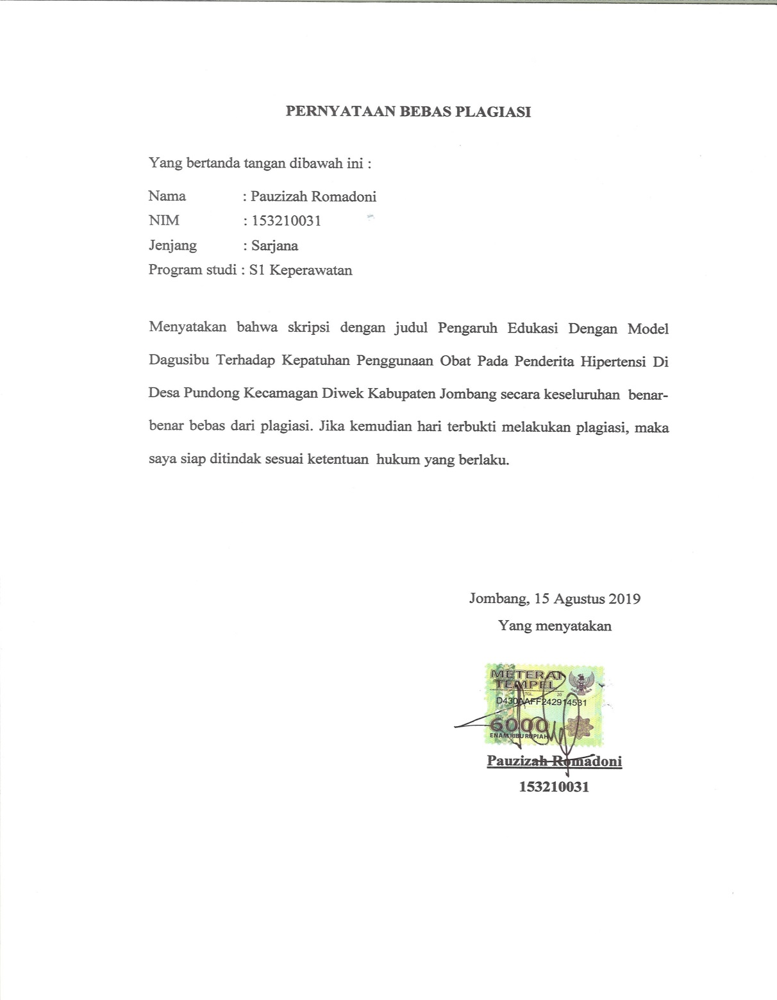 PERNYATAAN BEBAS PLAGIASI
Yang bertanda tangan dibawah ini :
Nama : Pauzizah Romadoni
NIM : 153210031
Jenjang : Sarjana
Program studi : S1 Keperawatan
Menyatakan bahwa skripsi dengan judul Pengaruh Edukasi Dengan Model
Dagusibu Terhadap Kepatuhan Penggunaan Obat Pada Penderita Hipertensi Di
Desa Pundong Kecamagan Diwek Kabupaten Jombang secara keseluruhan benar-
benar bebas dari plagiasi. Jika kemudian hari terbukti melakukan plagiasi, maka
saya siap ditindak sesuai ketentuan hukum yang berlaku.
Jombang, 15 Agustus 2019
Yang menyatakan
METERAI
TEMPEL
TGL. 20
D430AAFF242914531
6000
ENAM RIBU RUPIAH
Pauzizah Romadoni
153210031